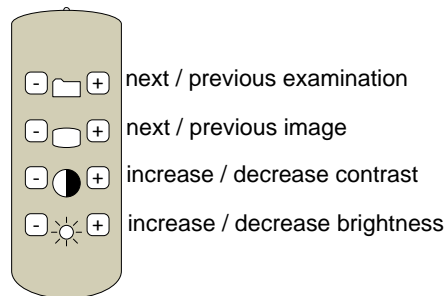 - + next / previous examination
- + next / previous image
- + increase / decrease contrast
- + increase / decrease brightness